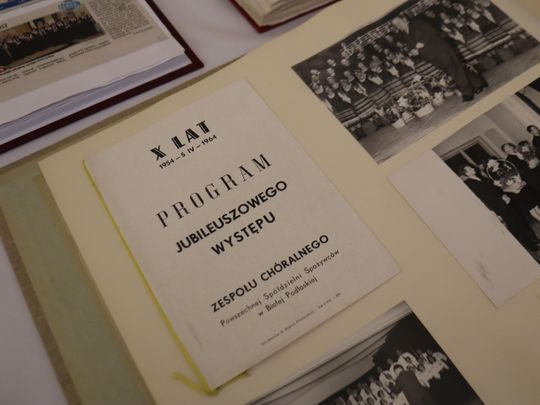 X LAT
1954 – 5 IV – 1964
PROGRAM
JUBILEUSZOWEGO
WYSTĘPU
ZESPOŁU CHÓRALNEGO
Powszechnej Spółdzielni Spożywców
w Białej Podlaskiej